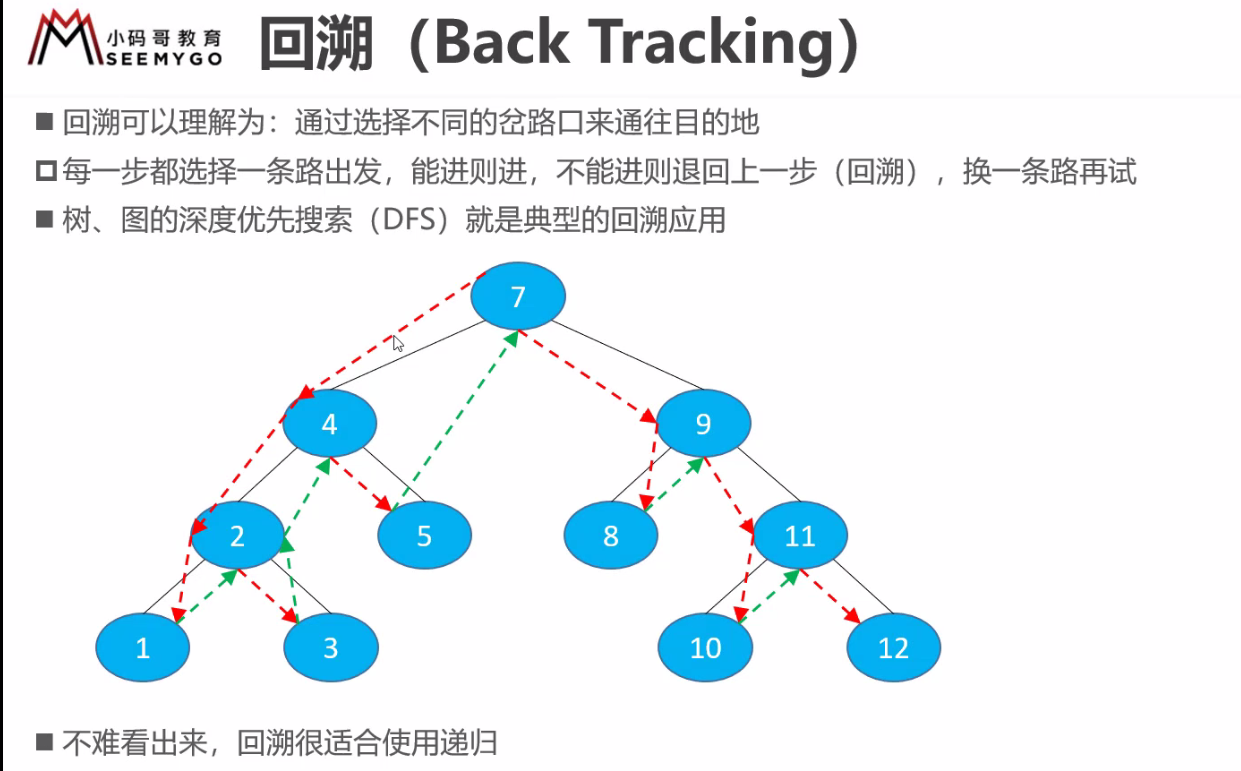 小码哥教育
SEEMYGO
回溯（Back Tracking）
回溯可以理解为：通过选择不同的岔路口来通往目的地
每一步都选择一条路出发，能进则进，不能进则退回上一步（回溯），换一条路再试
树、图的深度优先搜索（DFS）就是典型的回溯应用
7
4
9
2
5
8
11
1
3
10
12
不难看出来，回溯很适合使用递归